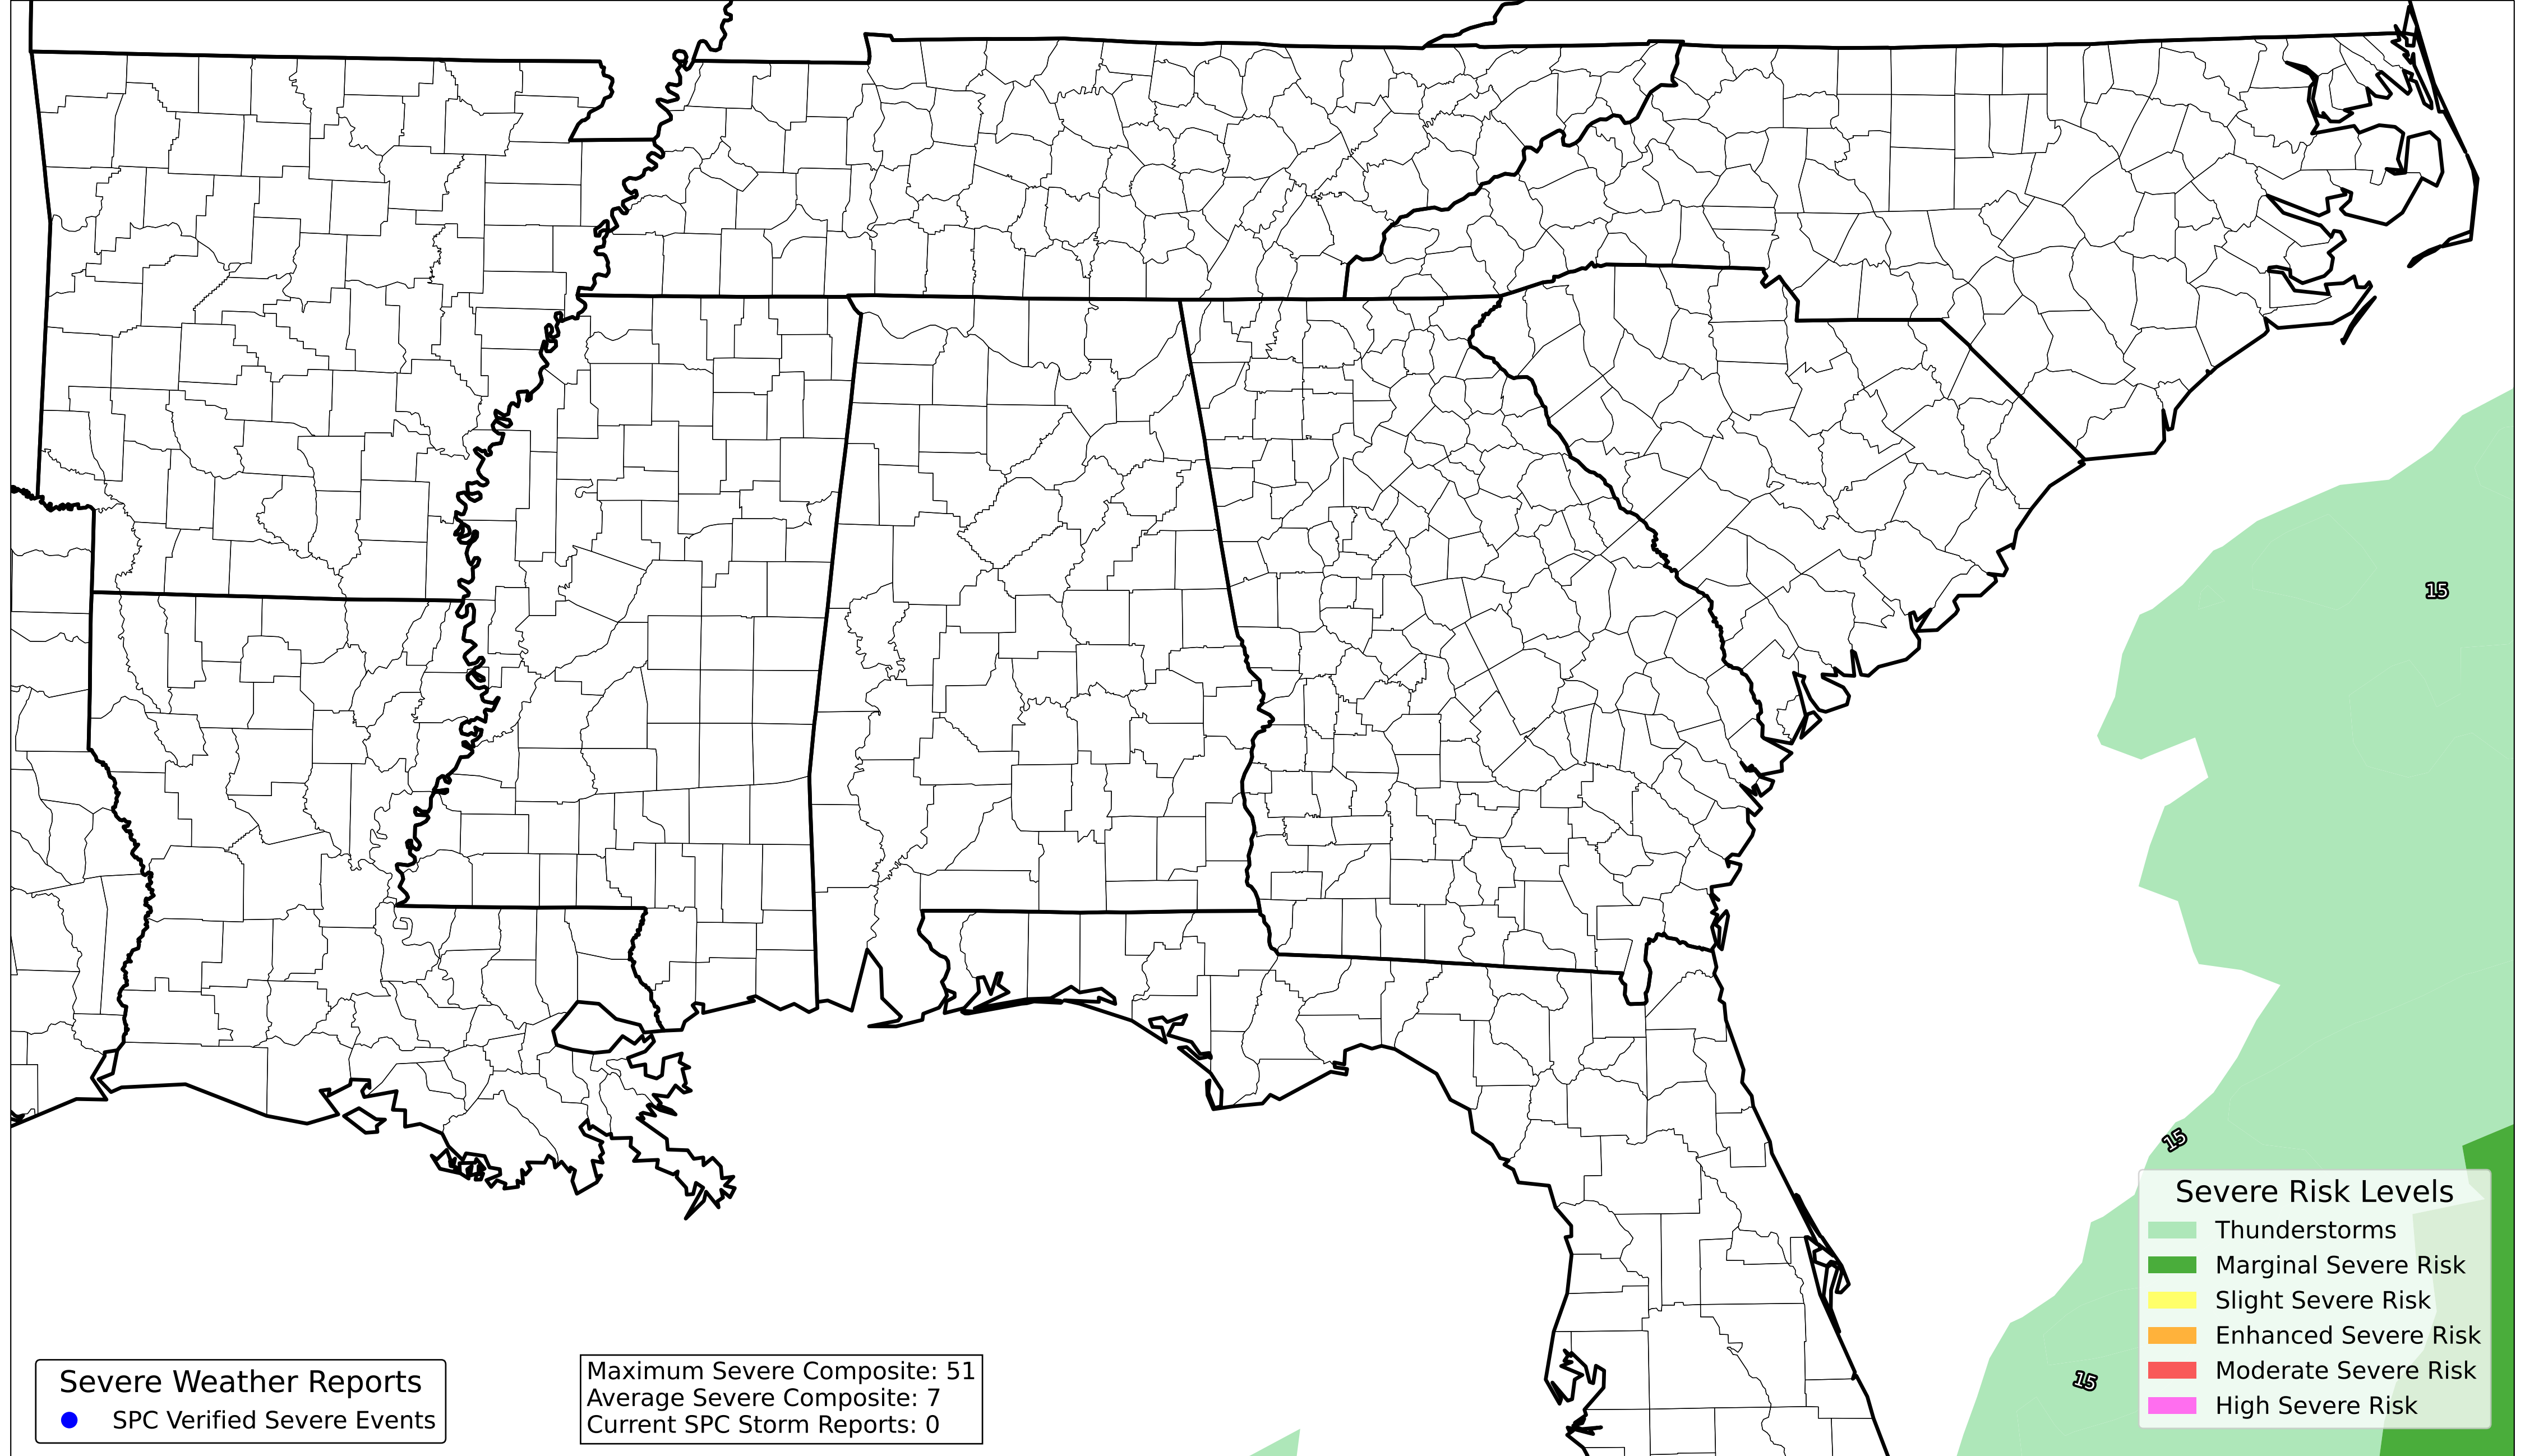 15
15
15
Severe Risk Levels
Thunderstorms
Marginal Severe Risk
Slight Severe Risk
Enhanced Severe Risk
Moderate Severe Risk
High Severe Risk
Severe Weather Reports
SPC Verified Severe Events
Maximum Severe Composite: 51
Average Severe Composite: 7
Current SPC Storm Reports: 0